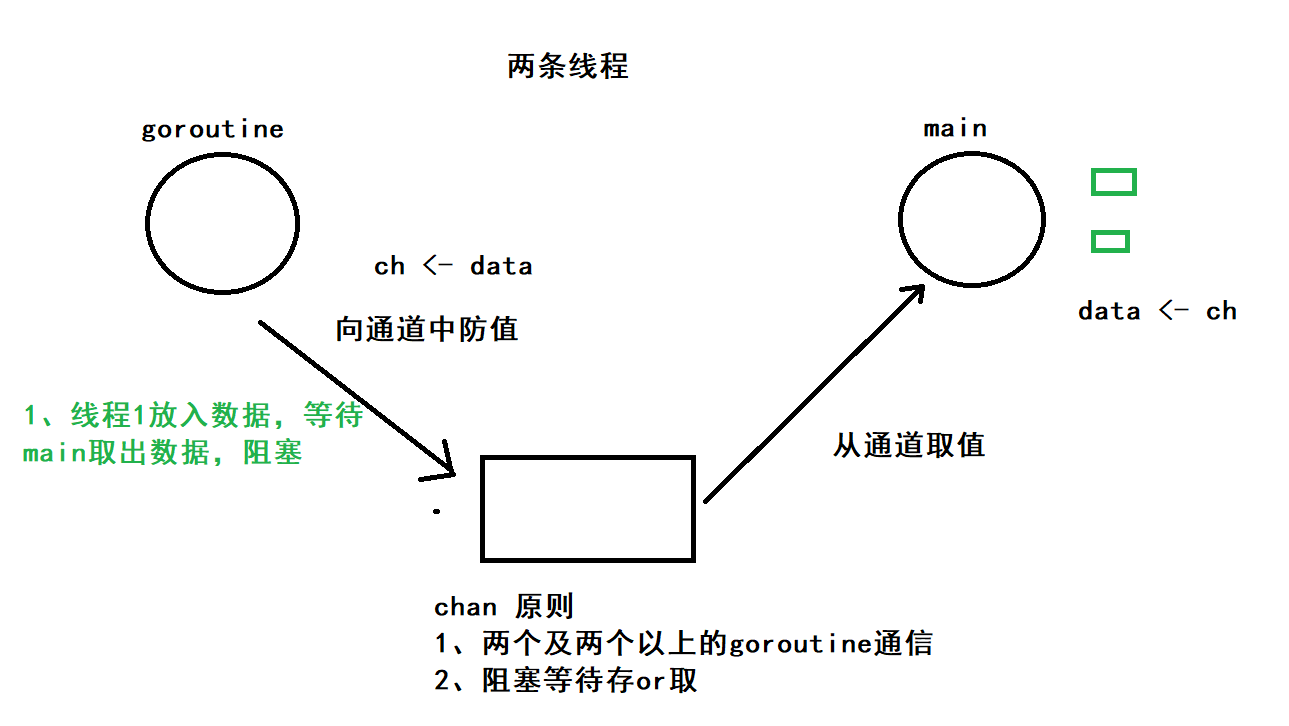 两条线程
goroutine
main
ch <- data
向通道中防值
data <- ch
1、线程1放入数据，等待
main取出数据，阻塞
从通道取值
chan 原则
1、两个及两个以上的goroutine通信
2、阻塞等待存or取